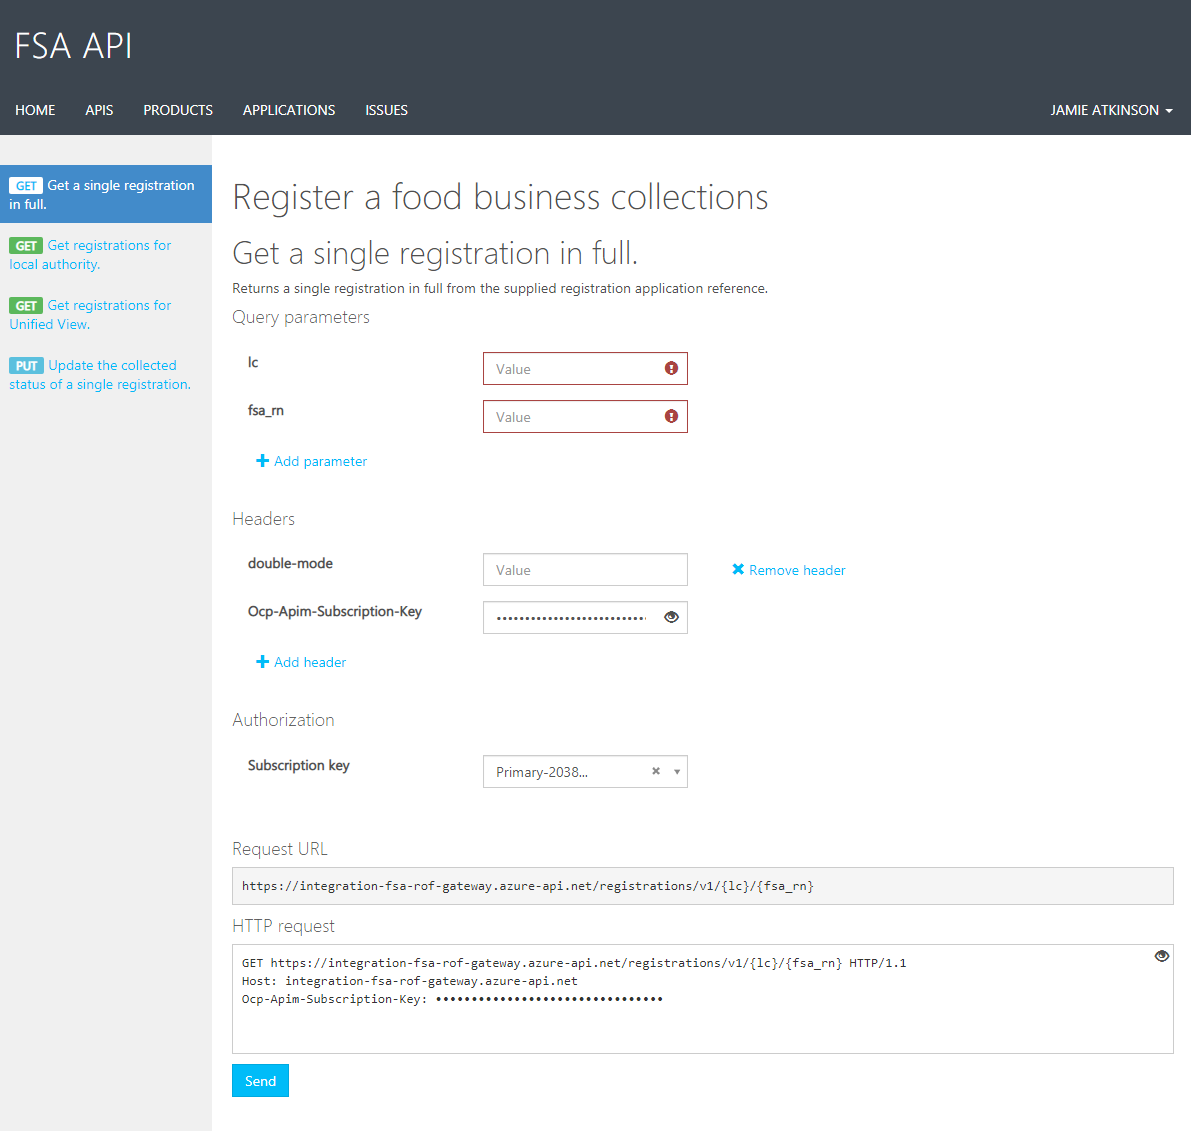 FSA API
HOME APIS PRODUCTS APPLICATIONS ISSUES JAMIE ATKINSON
GET Get a single registration
in full.
GET Get registrations for
local authority.
GET Get registrations for
Unified View.
PUT Update the collected
status of a single registration.
Register a food business collections
Get a single registration in full.
Returns a single registration in full from the supplied registration application reference.
Query parameters
lc Value
fsa_rn Value
Add parameter
Headers
double-mode Value Remove header
Ocp-Apim-Subscription-Key ••••••••••••••••••••••••••
Add header
Authorization
Subscription key Primary-2038...
Request URL
https://integration-fsa-rof-gateway.azure-api.net/registrations/v1/{lc}/{fsa_rn}
HTTP request
GET https://integration-fsa-rof-gateway.azure-api.net/registrations/v1/{lc}/{fsa_rn} HTTP/1.1
Host: integration-fsa-rof-gateway.azure-api.net
Ocp-Apim-Subscription-Key: ••••••••••••••••••••••••••••••••
Send